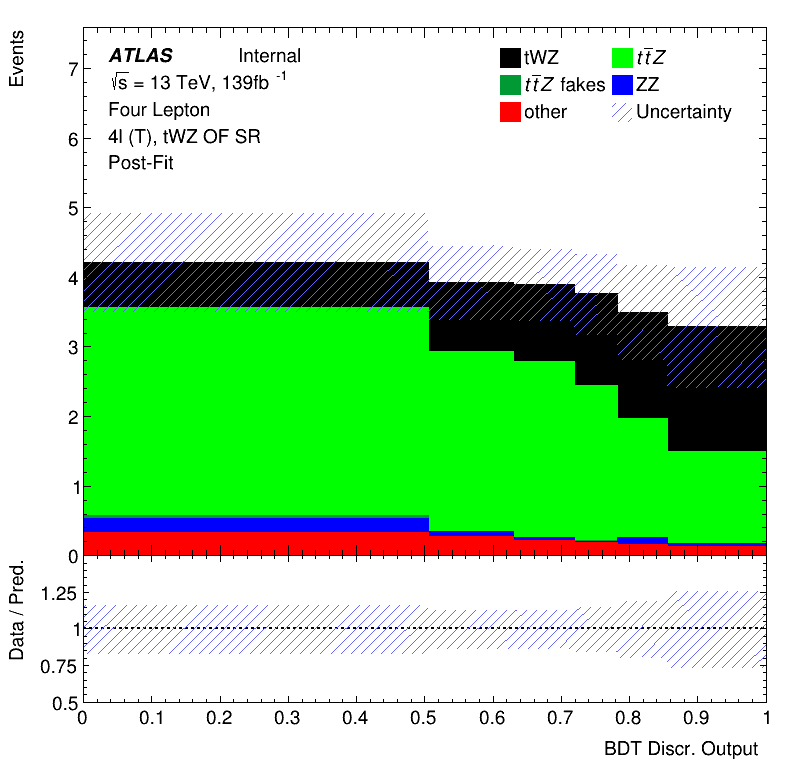 Events
ATLAS Internal
√s = 13 TeV, 139fb -1
Four Lepton
4l (T), tWZ OF SR
Post-Fit
tWZ
tt̄Z
tt̄Z fakes
ZZ
other
Uncertainty
7
6
5
4
3
2
1
0
Data / Pred.
1.25
1
0.75
0.5
0 0.1 0.2 0.3 0.4 0.5 0.6 0.7 0.8 0.9 1
BDT Discr. Output